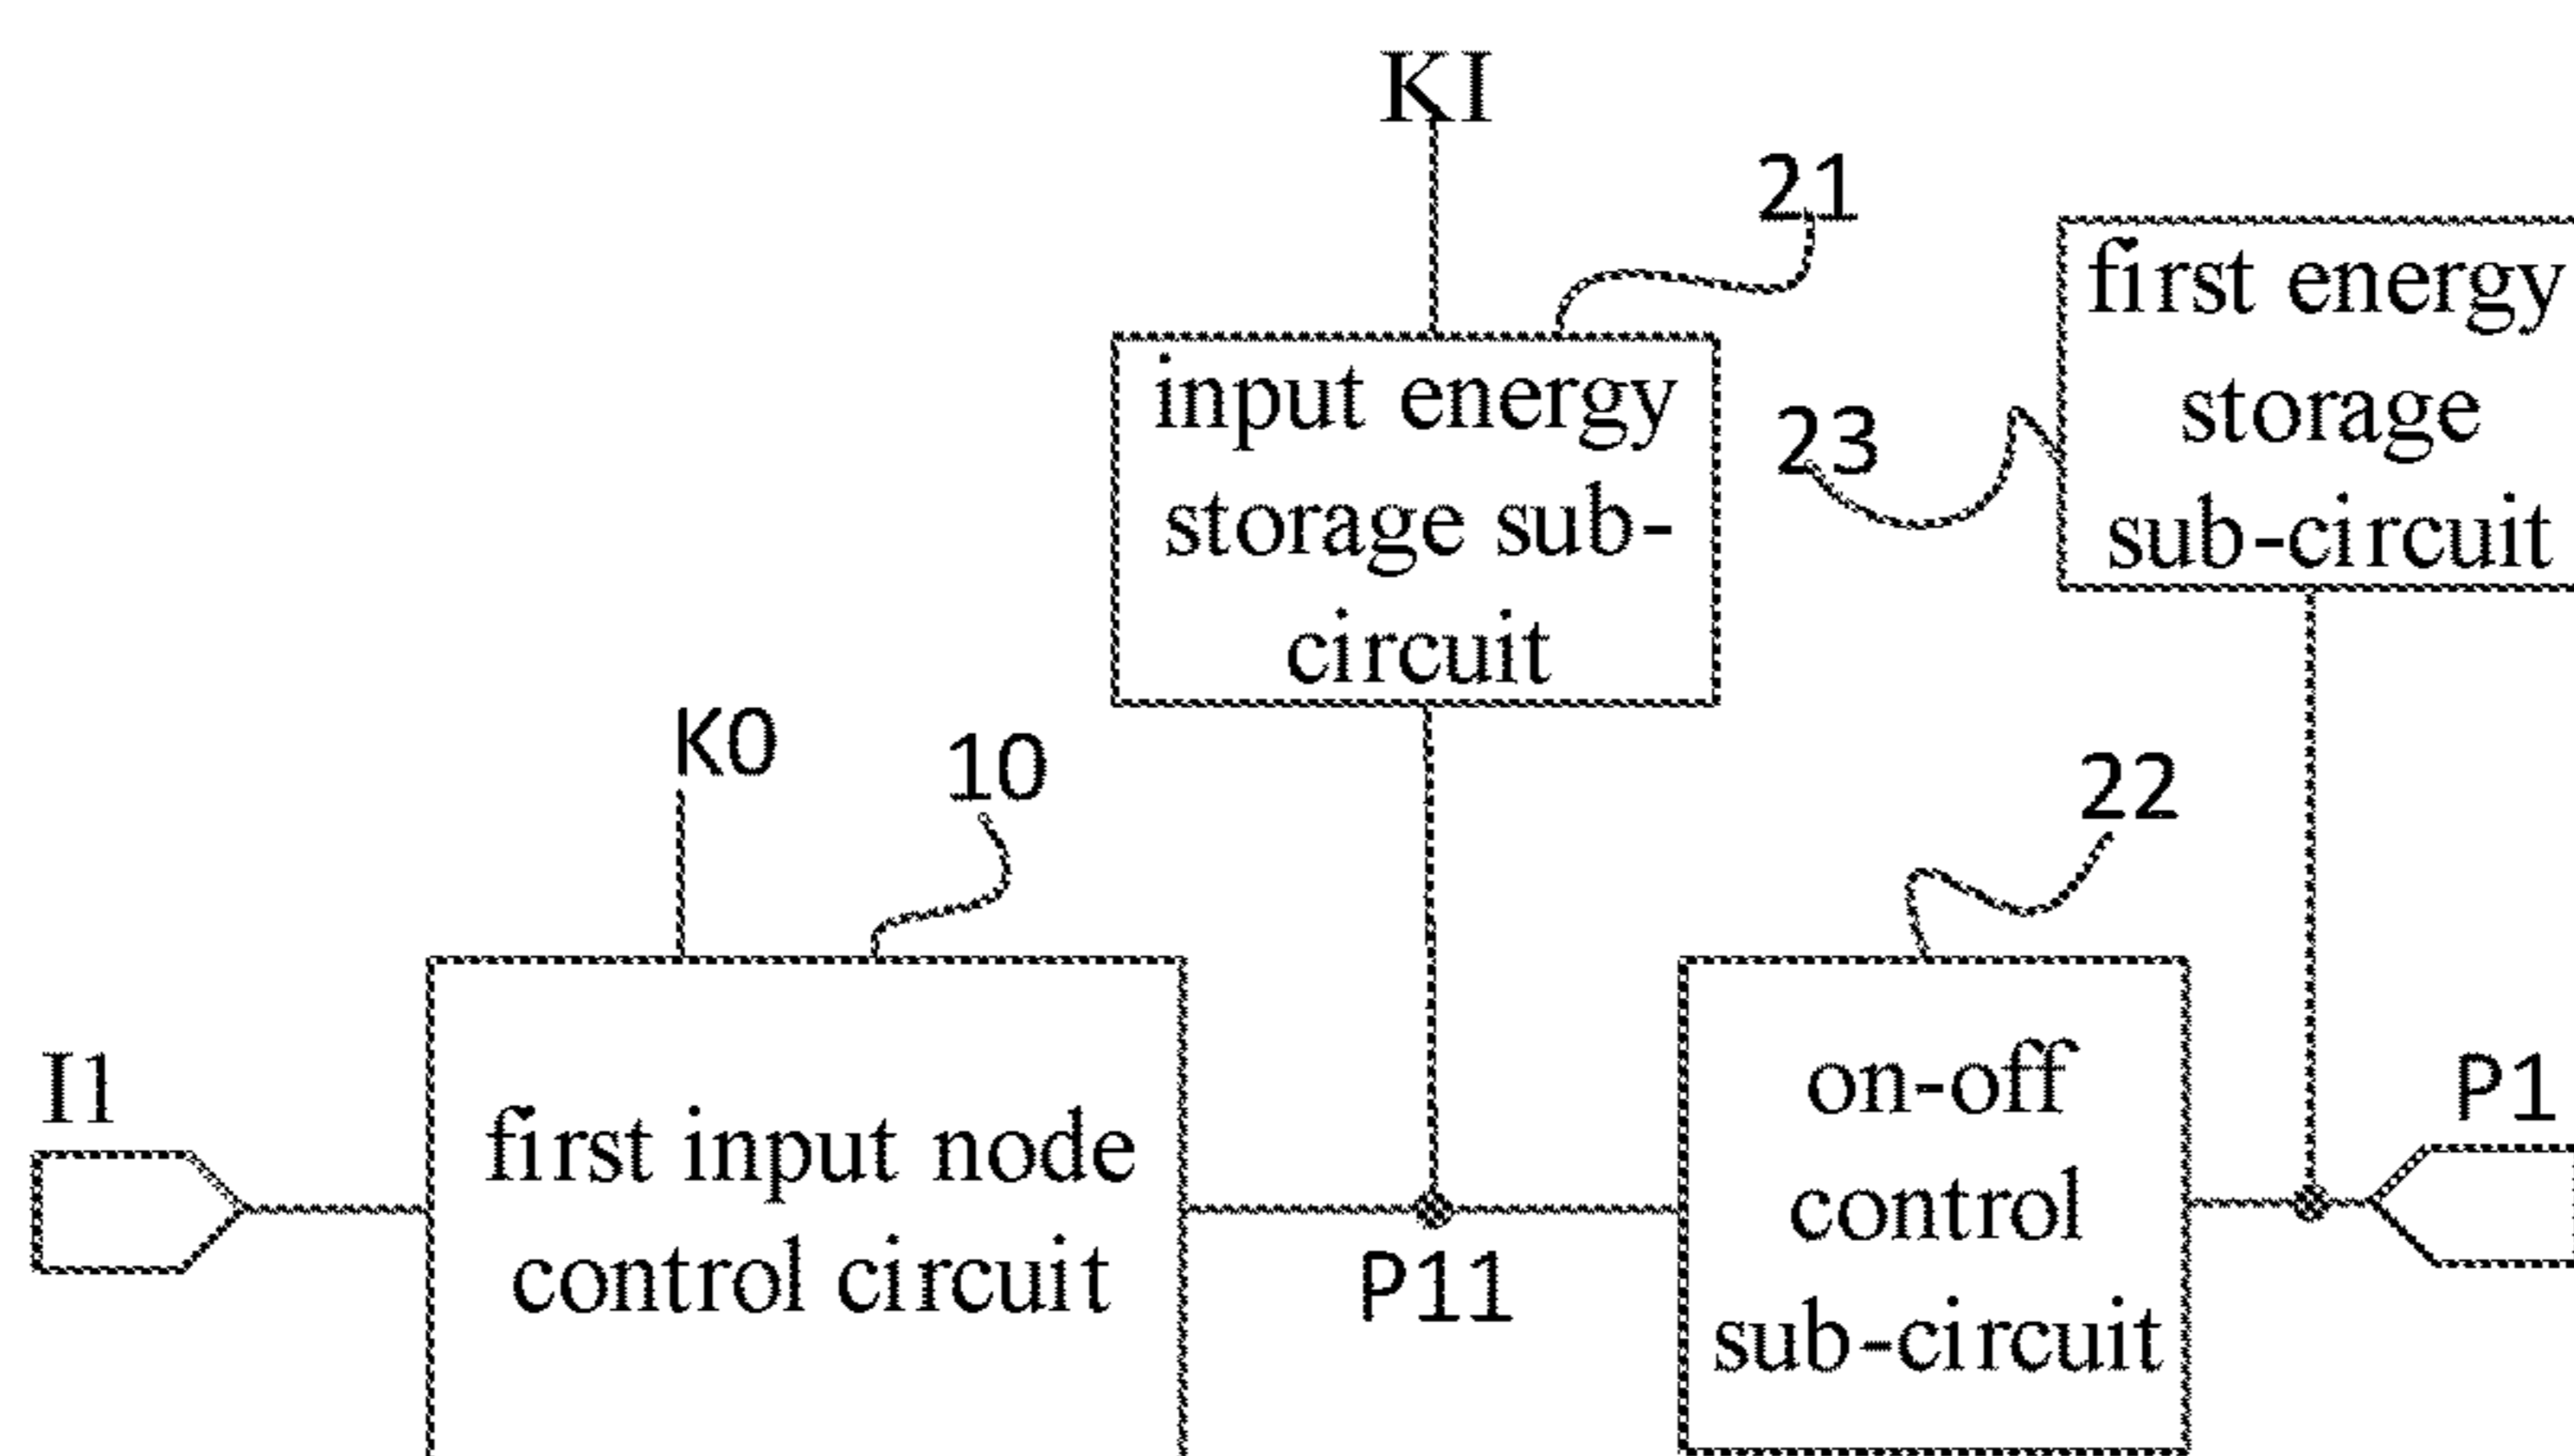 KI
21
first energy
storage
sub-circuit
input energy
storage sub-
circuit
23
K0
10
22
I1
first input node
control circuit
P11
on-off
control
sub-circuit
P1